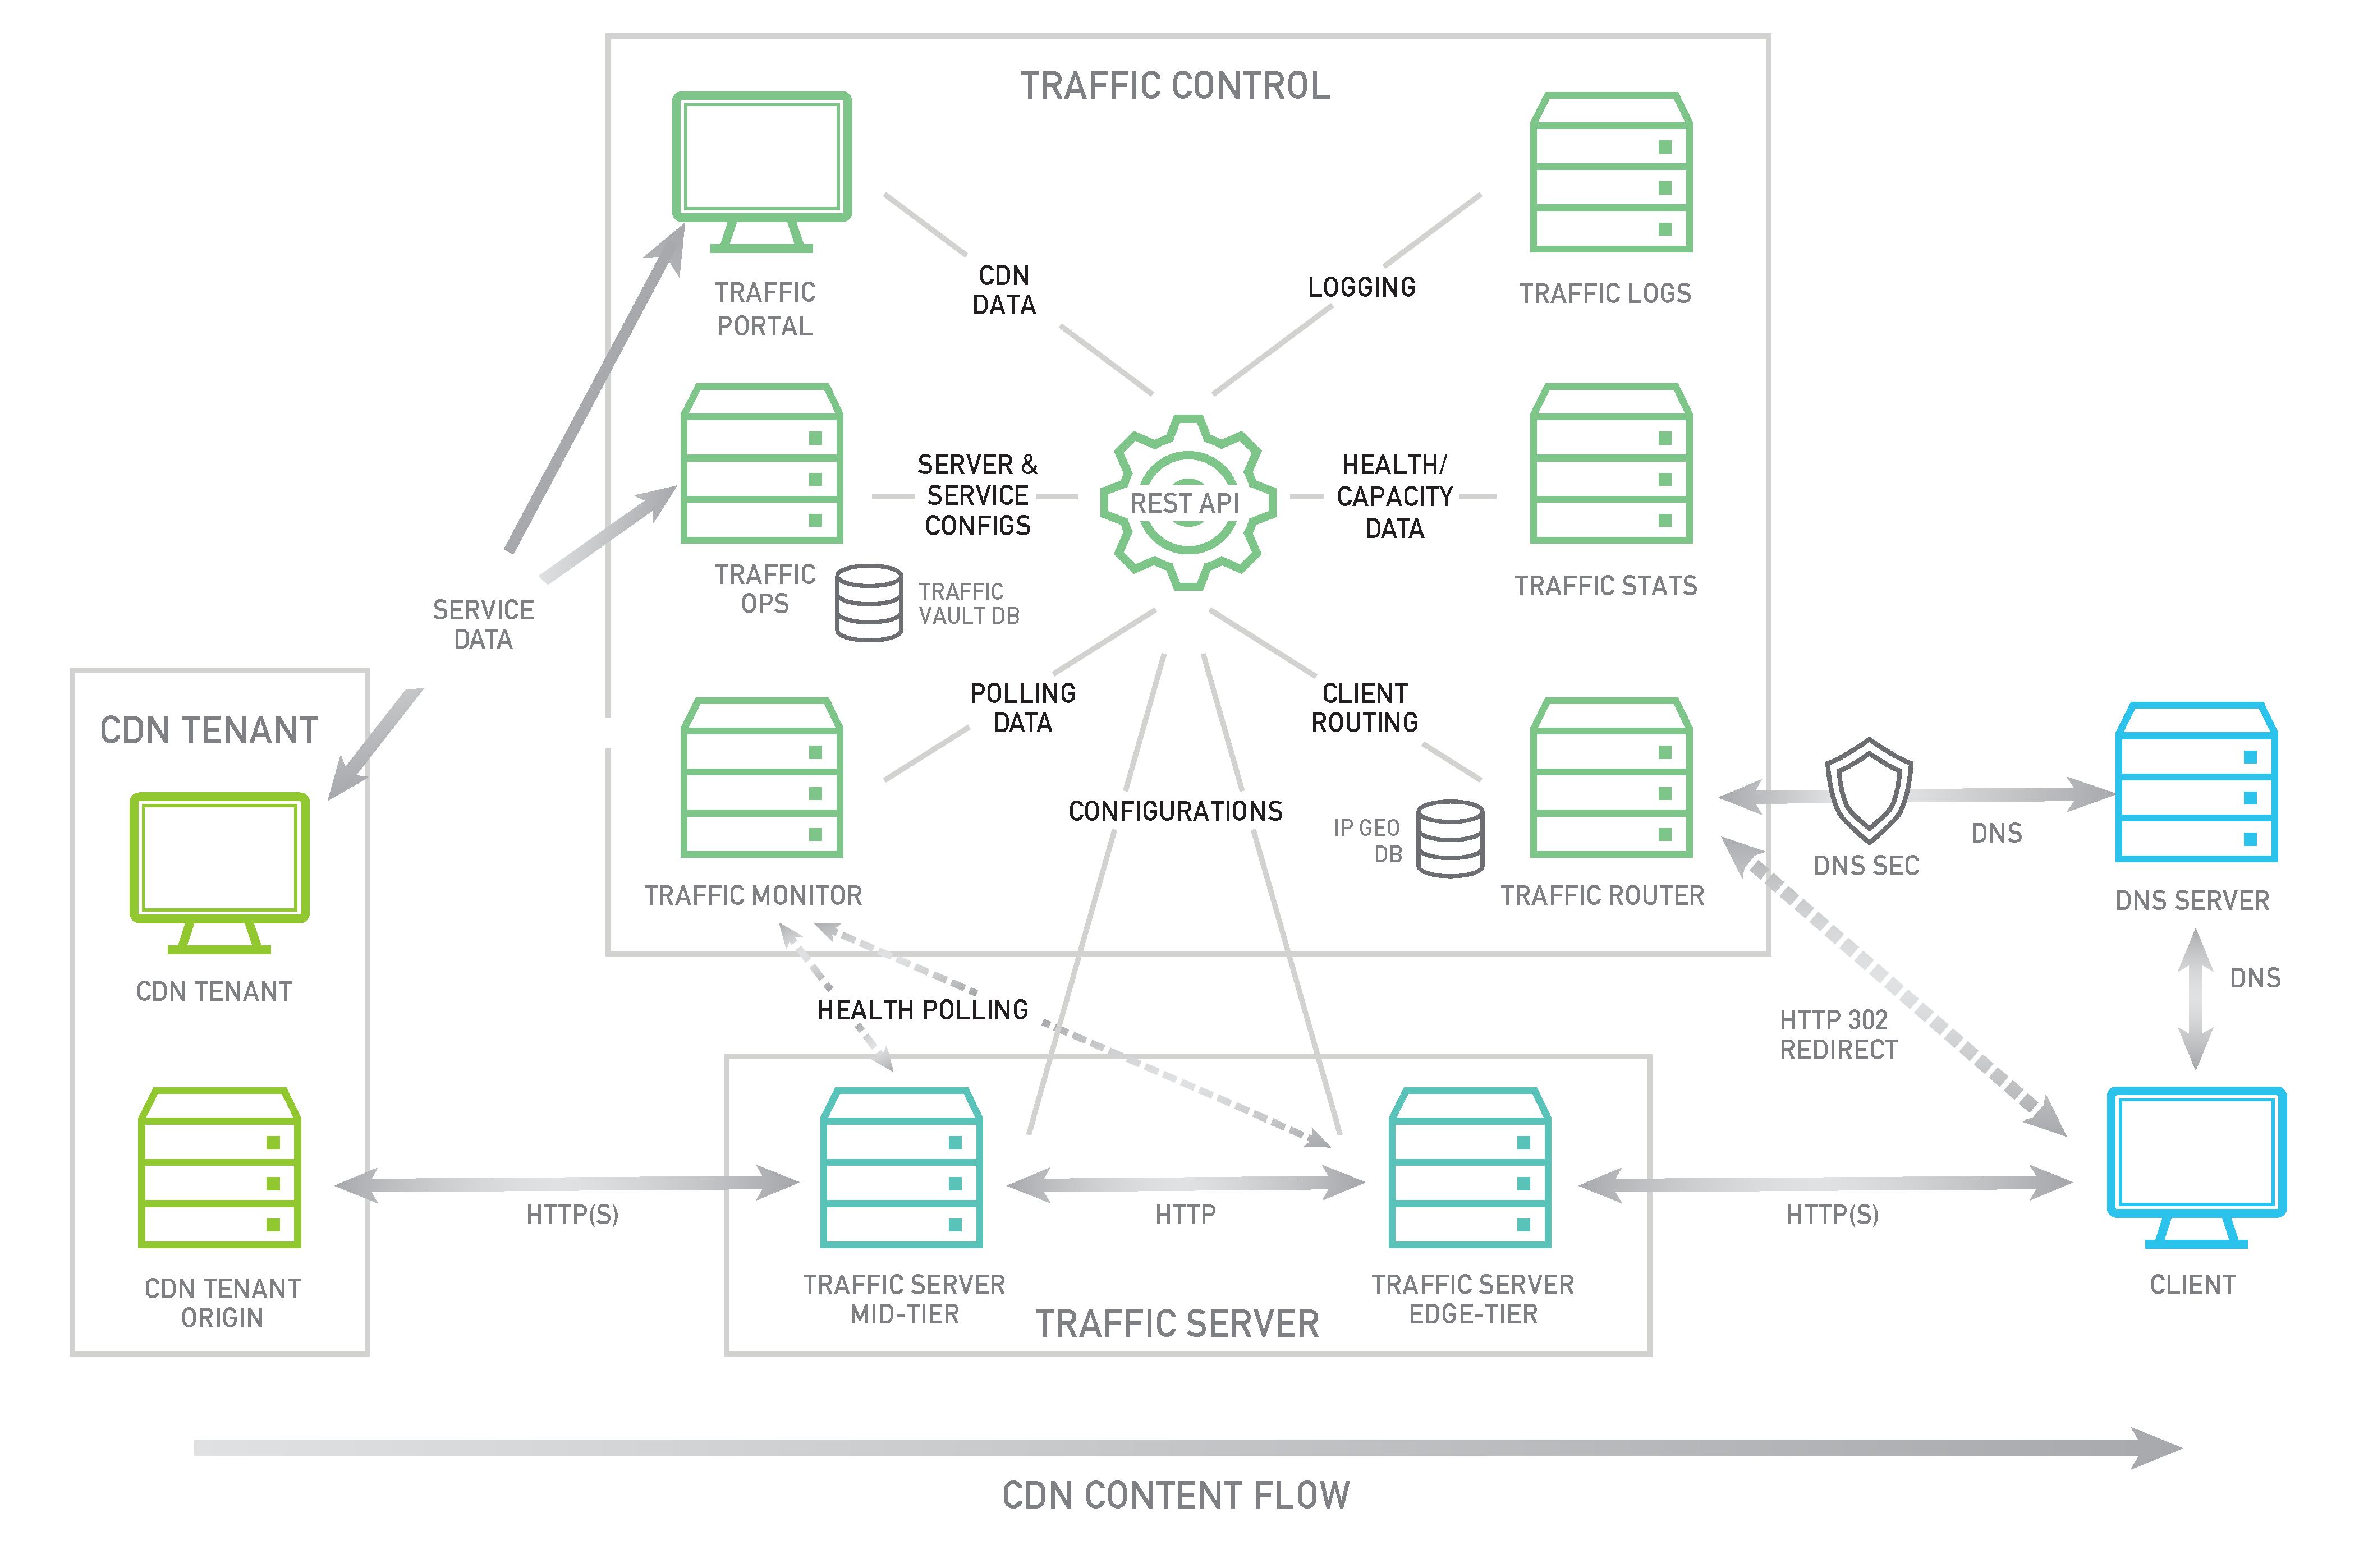 TRAFFIC CONTROL
TRAFFIC
PORTAL
CDN
DATA
LOGGING
TRAFFIC LOGS
SERVER &
SERVICE
CONFIGS
REST API
HEALTH/
CAPACITY
DATA
TRAFFIC
OPS
TRAFFIC
VAULT DB
TRAFFIC STATS
SERVICE
DATA
POLLING
DATA
CLIENT
ROUTING
CDN TENANT
CONFIGURATIONS
IP GEO
DB
DNS
DNS SEC
TRAFFIC MONITOR
TRAFFIC ROUTER
DNS SERVER
CDN TENANT
DNS
HEALTH POLLING
HTTP 302
REDIRECT
HTTP(S)
HTTP
HTTP(S)
CDN TENANT
ORIGIN
TRAFFIC SERVER
MID-TIER
TRAFFIC SERVER
EDGE-TIER
CLIENT
TRAFFIC SERVER
CDN CONTENT FLOW